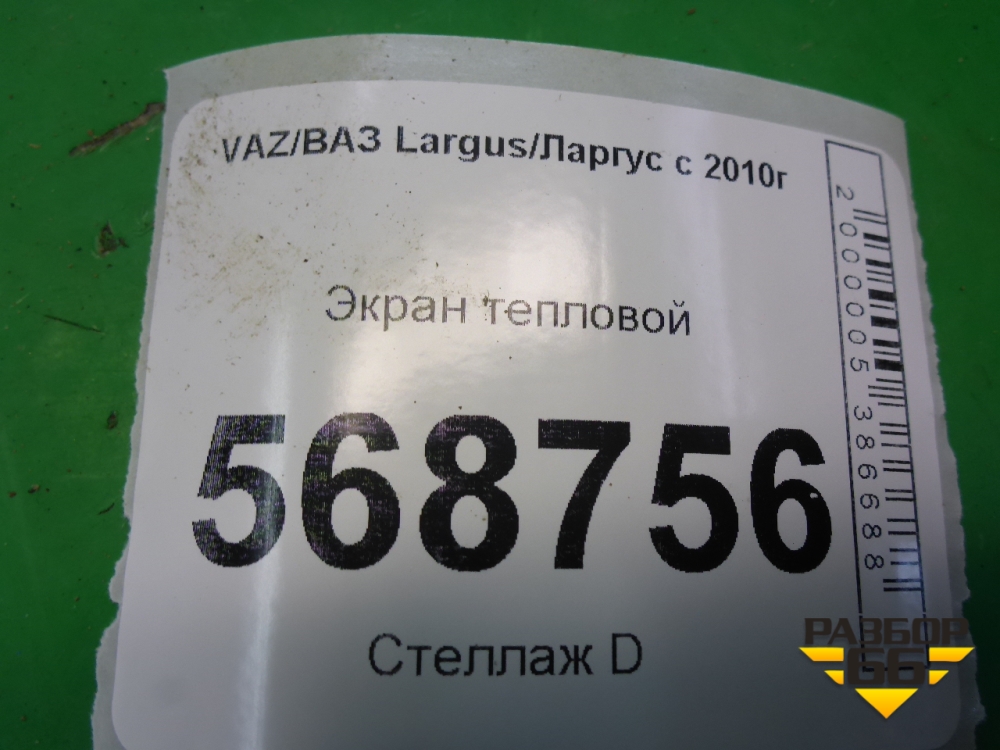 VAZ/ВАЗ Largus/Ларгус с 2010г
Экран тепловой
568756
Стеллаж D
2000005386688
РАЗБОР
66